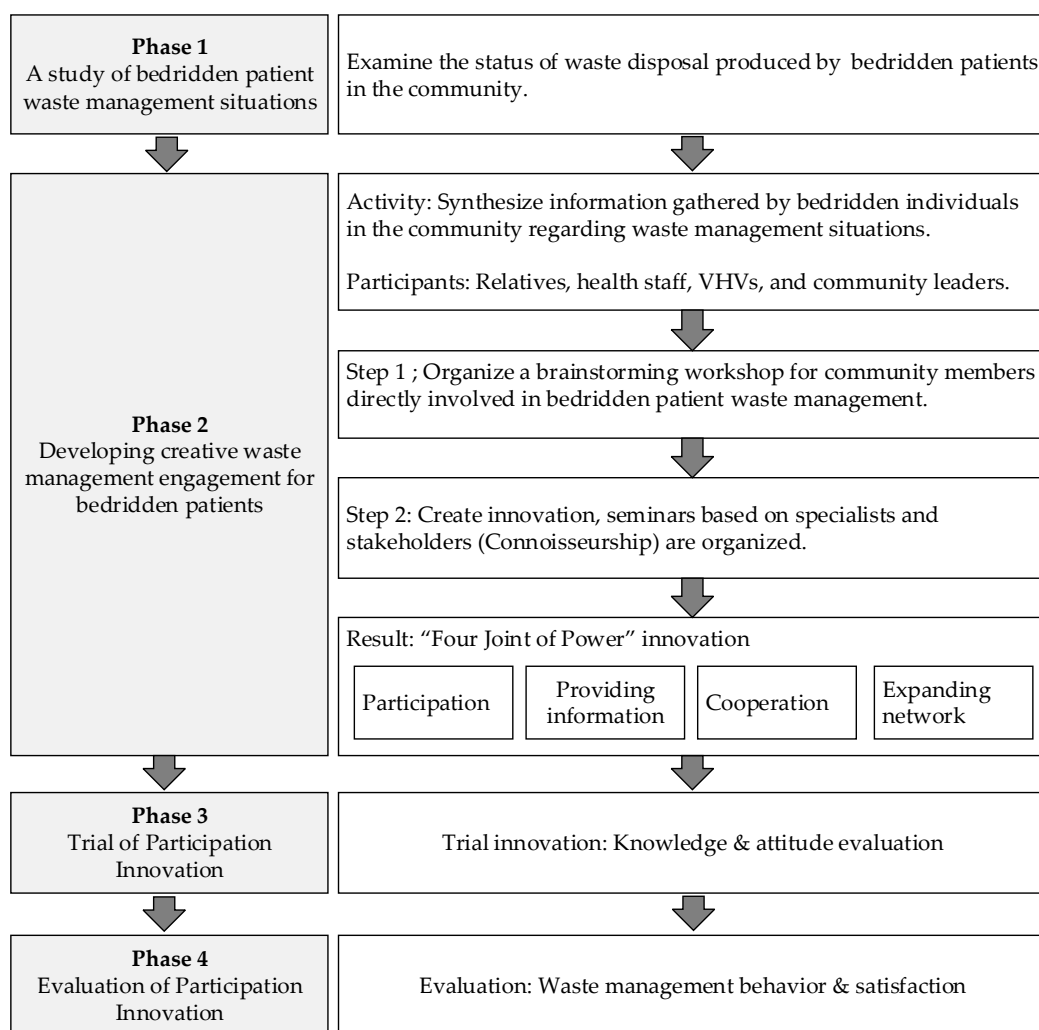 Phase 1
A study of bedridden patient
waste management situations
Examine the status of waste disposal produced by bedridden patients
in the community.
Phase 2
Developing creative waste
management engagement for
bedridden patients
Activity: Synthesize information gathered by bedridden individuals
in the community regarding waste management situations.
Participants: Relatives, health staff, VHVs, and community leaders.
Step 1 ; Organize a brainstorming workshop for community members
directly involved in bedridden patient waste management.
Step 2: Create innovation, seminars based on specialists and
stakeholders (Connoisseurship) are organized.
Result: “Four Joint of Power” innovation
Participation
Providing
information
Cooperation
Expanding
network
Phase 3
Trial of Participation
Innovation
Trial innovation: Knowledge & attitude evaluation
Phase 4
Evaluation of Participation
Innovation
Evaluation: Waste management behavior & satisfaction